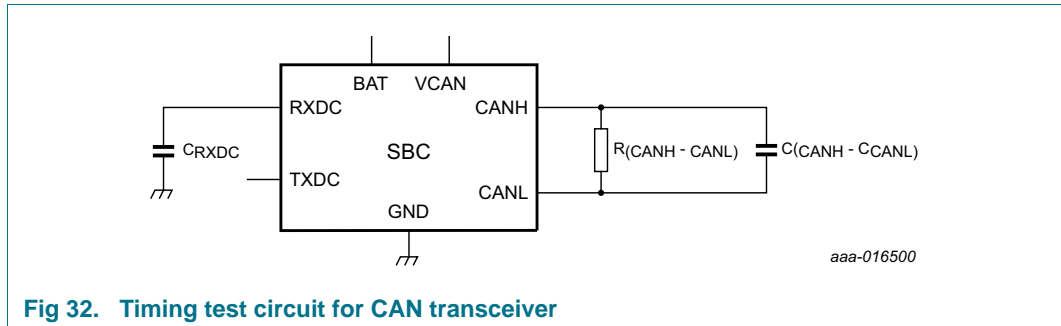 BAT VCAN
RXDC CANH
CRXDC SBC R(CANH - CANL) C(CANH - CCANL)
TXDC CANL
GND
aaa-016500
Fig 32. Timing test circuit for CAN transceiver